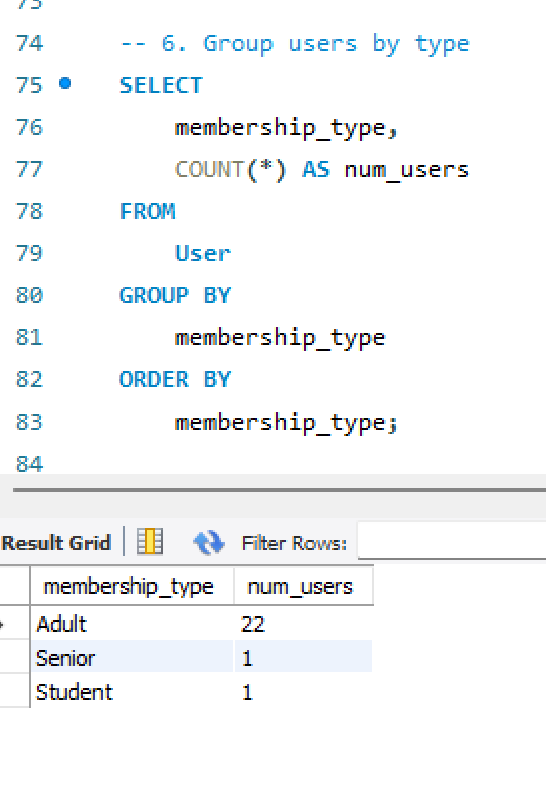 73
74 -- 6. Group users by type
75 SELECT
76 membership_type,
77 COUNT(*) AS num_users
78 FROM
79 User
80 GROUP BY
81 membership_type
82 ORDER BY
83 membership_type;
84
Result Grid Filter Rows:
membership_type num_users
Adult 22
Senior 1
Student 1